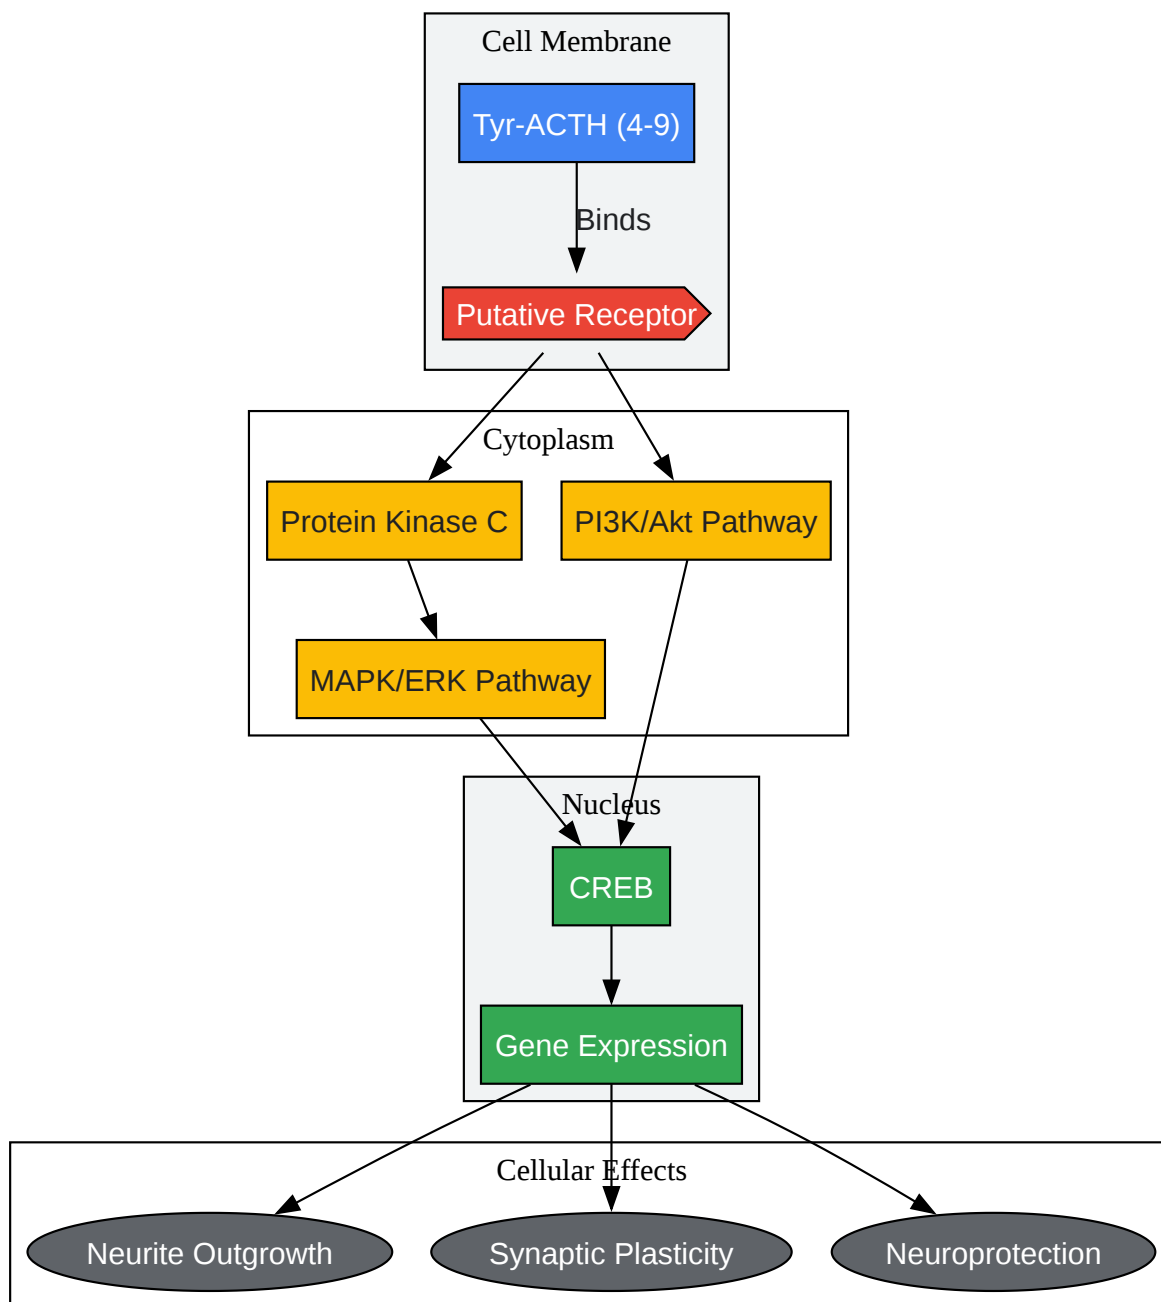 Cell Membrane
Tyr-ACTH (4-9)
Binds
Putative Receptor
Cytoplasm
Protein Kinase C
PI3K/Akt Pathway
MAPK/ERK Pathway
Nucleus
CREB
Gene Expression
Cellular Effects
Neurite Outgrowth
Synaptic Plasticity
Neuroprotection